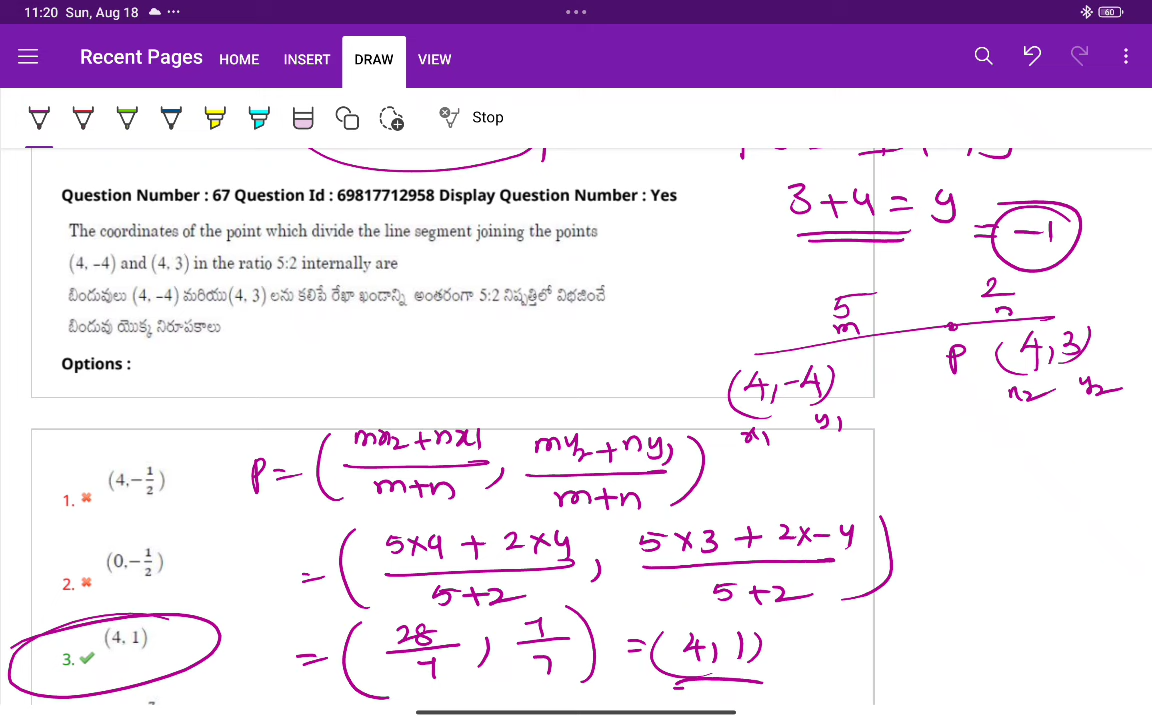 11:20 Sun, Aug 18
60
Recent Pages HOME INSERT DRAW VIEW
Stop
3+4 = y
= -1
Question Number : 67 Question Id : 69817712958 Display Question Number : Yes
The coordinates of the point which divide the line segment joining the points
(4, –4) and (4, 3) in the ratio 5:2 internally are
బిందువులు (4, –4) మరియు(4, 3) లను కలిపే రేఖా ఖండాన్ని అంతరంగా 5:2 నిష్పత్తిలో విభజించే
బిందువు యొక్క నిరూపకాలు
Options :
5 2
m n
P (4, 3)
x2 y2
(4, -4)
x1 y1
1. (4, -1/2)
2. (0, -1/2)
3. (4, 1)
P = (mx2+nx1/m+n, my2+ny1/m+n)
= (5×4 + 2×4/5+2, 5×3 + 2×-4/5+2)
= (28/7, 7/7) = (4, 1)